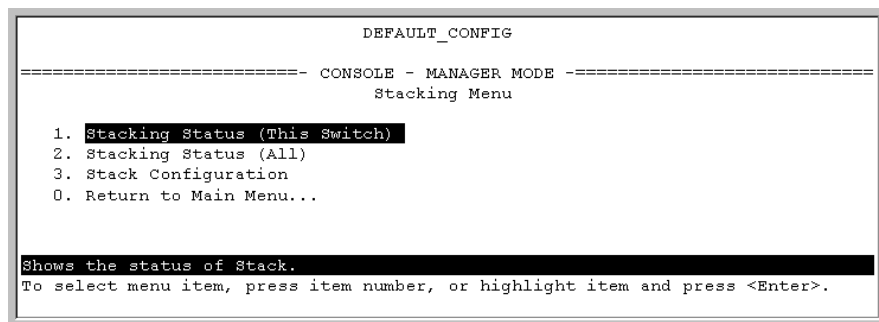 DEFAULT_CONFIG
==========================- CONSOLE - MANAGER MODE -============================
Stacking Menu
1. Stacking Status (This Switch)
2. Stacking Status (All)
3. Stack Configuration
0. Return to Main Menu...
Shows the status of Stack.
To select menu item, press item number, or highlight item and press <Enter>.